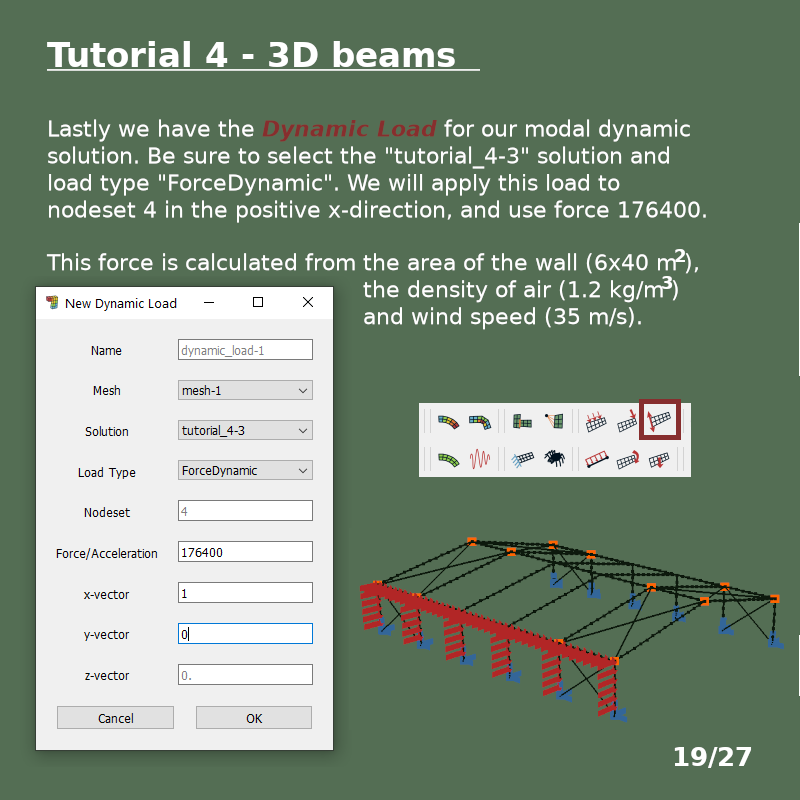 Tutorial 4 - 3D beams
Lastly we have the Dynamic Load for our modal dynamic
solution. Be sure to select the "tutorial_4-3" solution and
load type "ForceDynamic". We will apply this load to
nodeset 4 in the positive x-direction, and use force 176400.
This force is calculated from the area of the wall (6x40 m²),
the density of air (1.2 kg/m³)
and wind speed (35 m/s).
New Dynamic Load
Name dynamic_load-1
Mesh mesh-1
Solution tutorial_4-3
Load Type ForceDynamic
Nodeset 4
Force/Acceleration 176400
x-vector 1
y-vector 0
z-vector 0.
Cancel OK
19/27